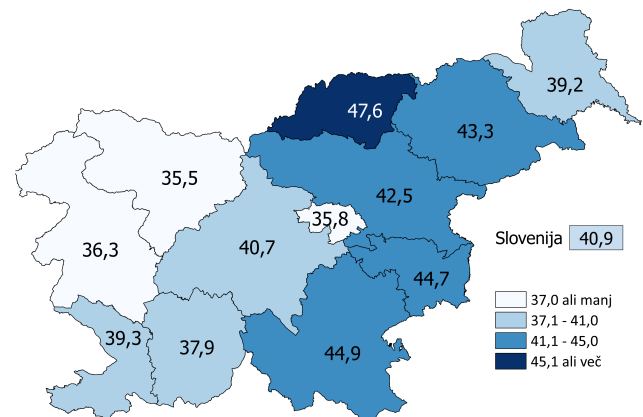 39,2
47,6
43,3
35,5
42,5
35,8
36,3
40,7
Slovenija 40,9
44,7
37,0 ali manj
37,1 - 41,0
39,3
41,1 - 45,0
37,9
44,9
45,1 ali več